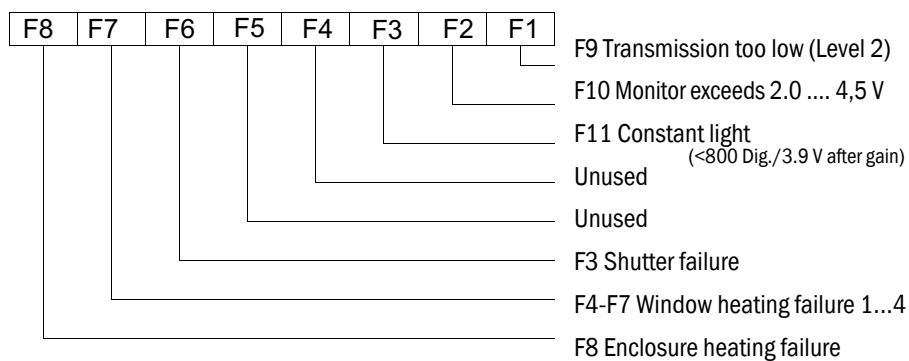 F8 F7 F6 F5 F4 F3 F2 F1
F9 Transmission too low (Level 2)
F10 Monitor exceeds 2.0 .... 4,5 V
F11 Constant light
(<800 Dig./3.9 V after gain)
Unused
Unused
F3 Shutter failure
F4-F7 Window heating failure 1...4
F8 Enclosure heating failure